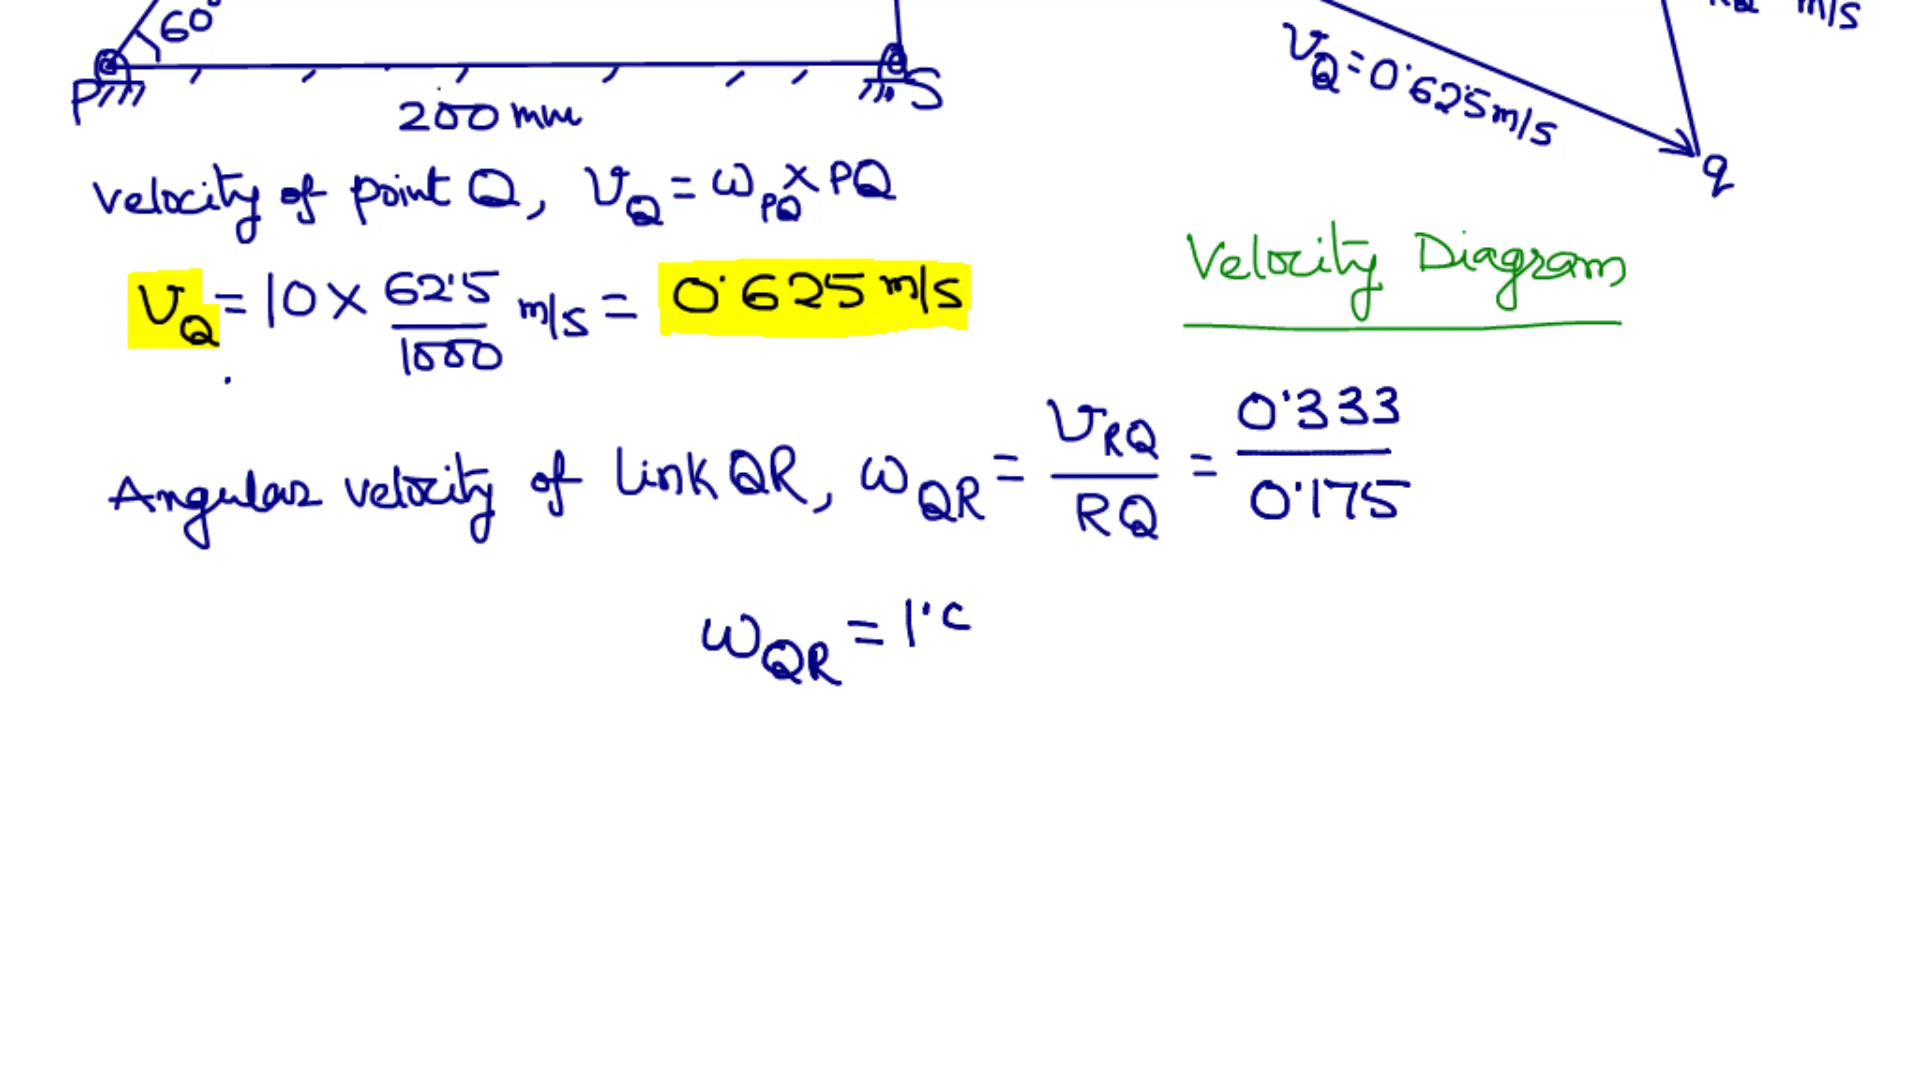 60°
RQ m/s
P
S
200 mm
VQ = 0.625 m/s
q
Velocity of point Q, VQ = ωPQ × PQ
Velocity Diagram
VQ = 10 × 62.5/1000 m/s = 0.625 m/s
Angular velocity of link QR, ωQR = VRQ/RQ = 0.333/0.175
ωQR = 1.